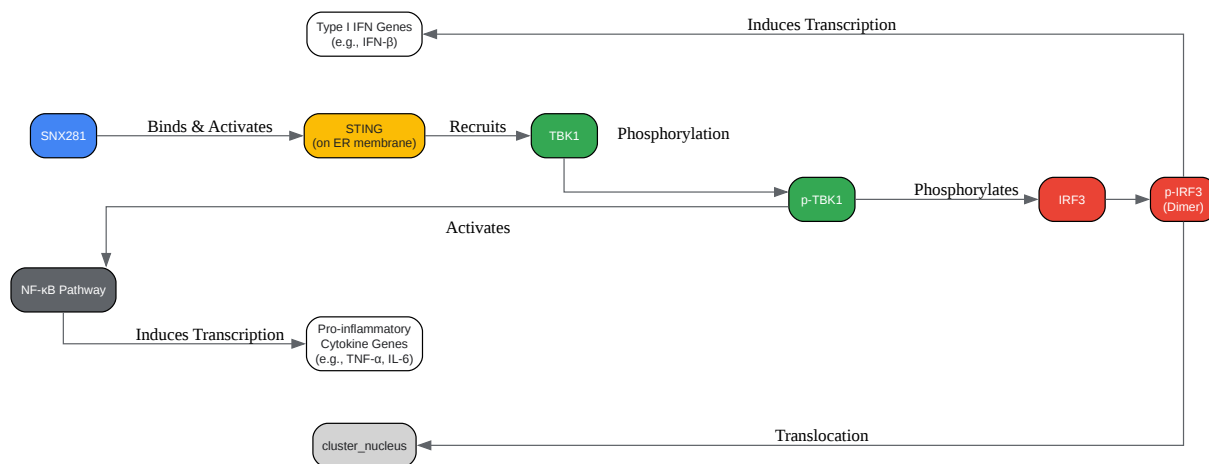 Type I IFN Genes
(e.g., IFN-β)
Induces Transcription
SNX281
Binds & Activates
STING
(on ER membrane)
Recruits
TBK1
Phosphorylation
p-TBK1
Phosphorylates
IRF3
p-IRF3
(Dimer)
Activates
NF-κB Pathway
Induces Transcription
Pro-inflammatory
Cytokine Genes
(e.g., TNF-α, IL-6)
Translocation
cluster_nucleus